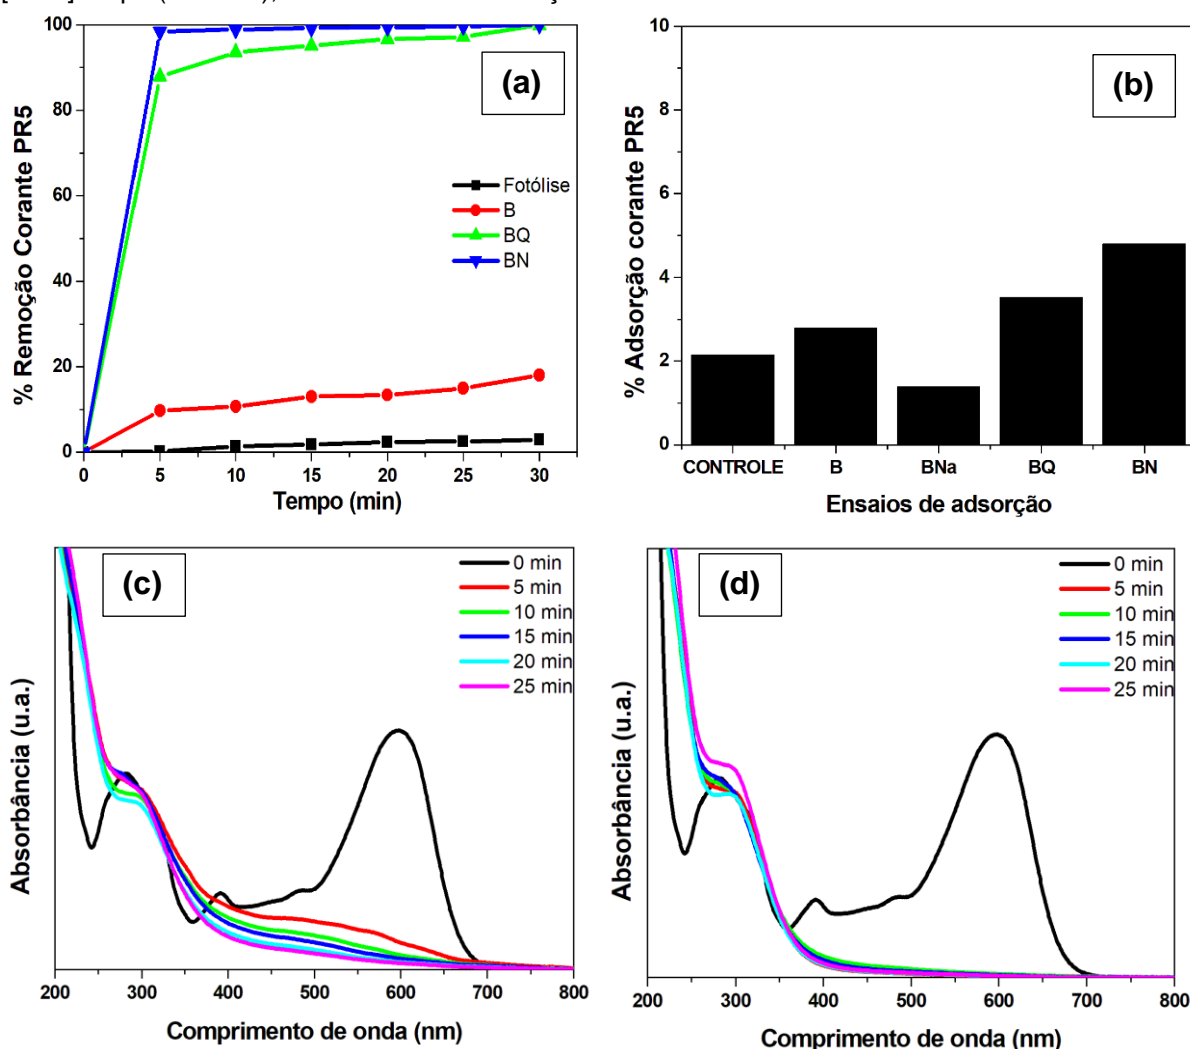 (a)
% Remoção Corante PR5
100
80
60
40
20
0
Fotólise
B
BQ
BN
0 5 10 15 20 25 30
Tempo (min)
(b)
% Adsorção corante PR5
10
8
6
4
2
0
CONTROLE B BNa BQ BN
Ensaios de adsorção
(c)
Absorbância (u.a.)
0 min
5 min
10 min
15 min
20 min
25 min
200 300 400 500 600 700 800
Comprimento de onda (nm)
(d)
Absorbância (u.a.)
0 min
5 min
10 min
15 min
20 min
25 min
200 300 400 500 600 700 800
Comprimento de onda (nm)